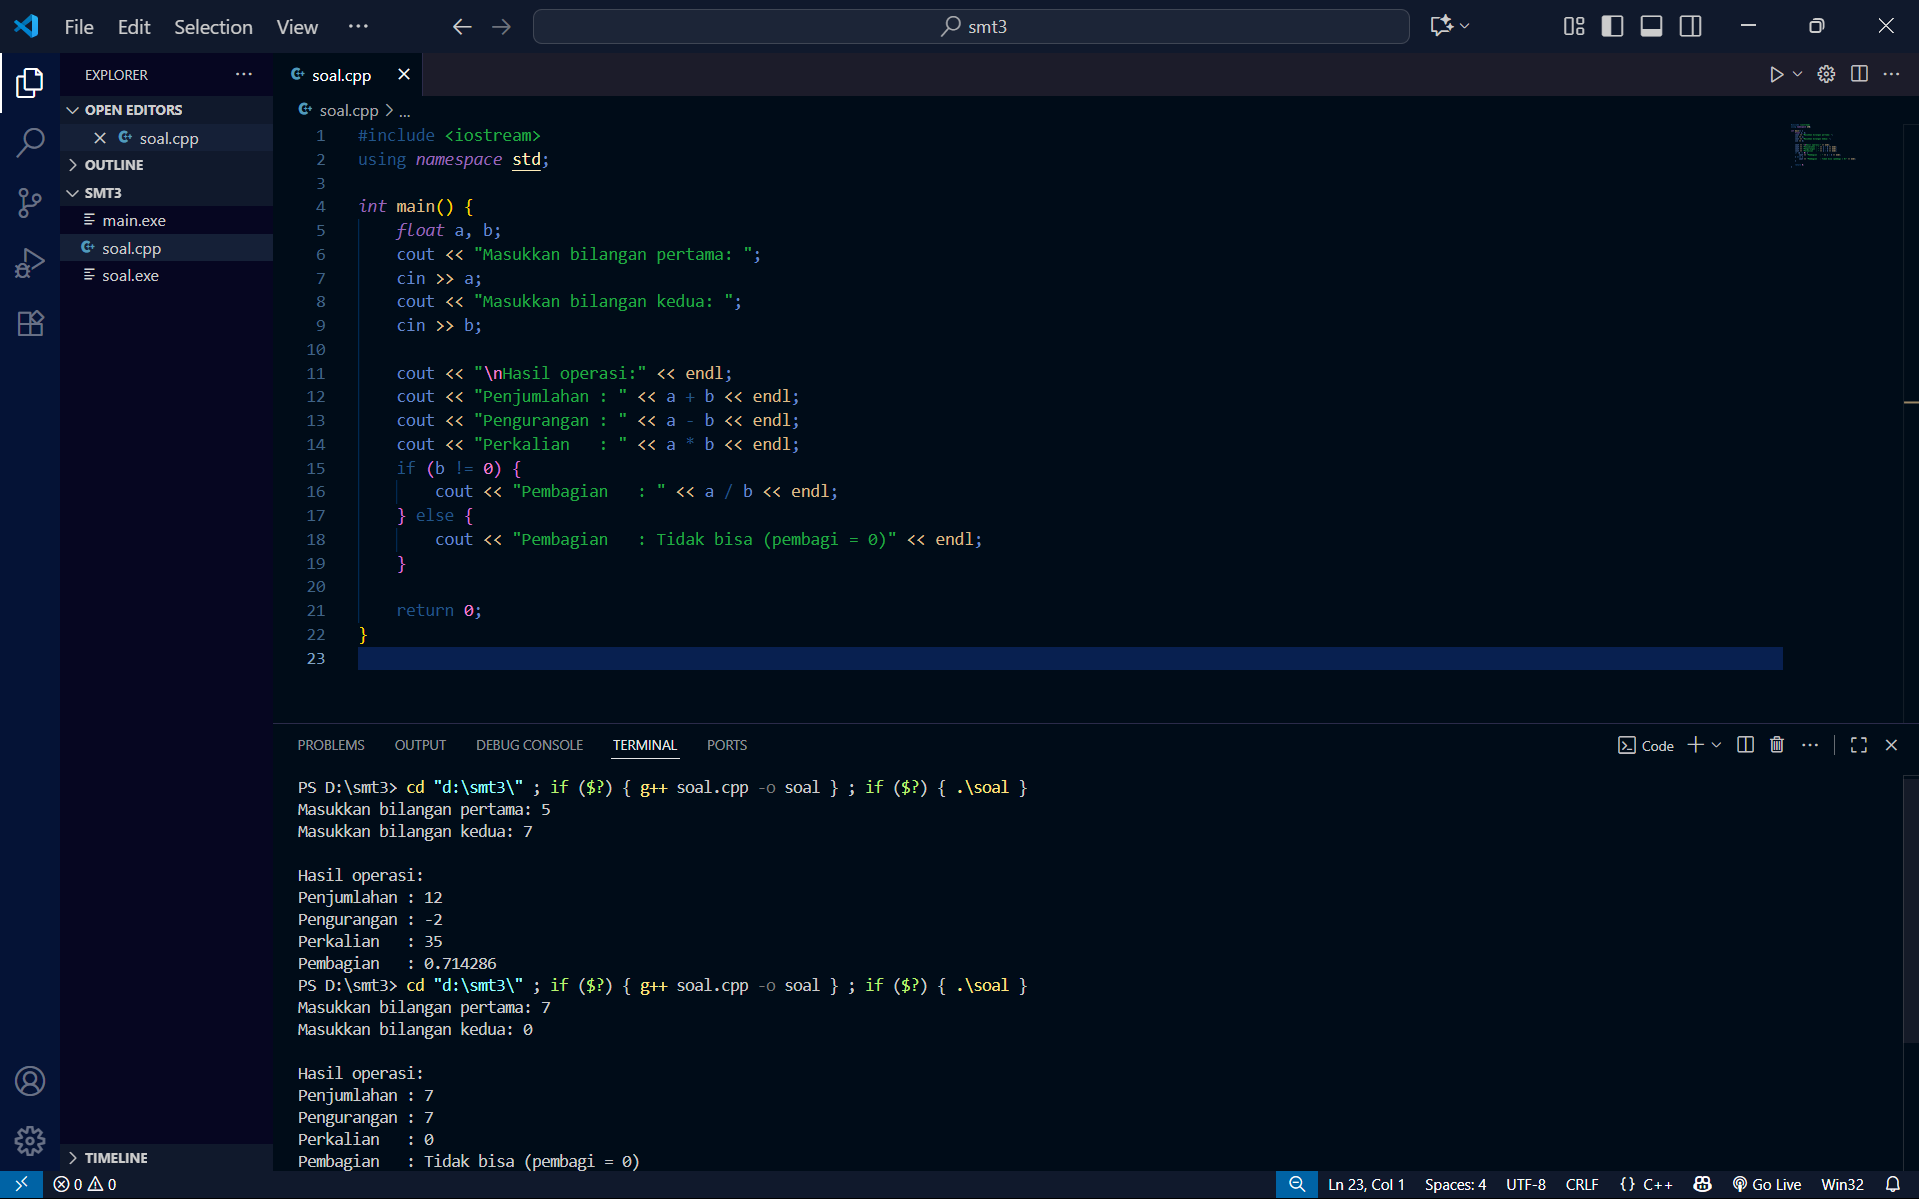 File Edit Selection View ··· smt3
EXPLORER ···
OPEN EDITORS
soal.cpp
OUTLINE
SMT3
main.exe
soal.cpp
soal.exe
TIMELINE
soal.cpp
soal.cpp > ...
1 #include <iostream>
2 using namespace std;
3
4 int main() {
5     float a, b;
6     cout << "Masukkan bilangan pertama: ";
7     cin >> a;
8     cout << "Masukkan bilangan kedua: ";
9     cin >> b;
10
11     cout << "\nHasil operasi:" << endl;
12     cout << "Penjumlahan : " << a + b << endl;
13     cout << "Pengurangan : " << a - b << endl;
14     cout << "Perkalian   : " << a * b << endl;
15     if (b != 0) {
16         cout << "Pembagian   : " << a / b << endl;
17     } else {
18         cout << "Pembagian   : Tidak bisa (pembagi = 0)" << endl;
19     }
20
21     return 0;
22 }
23
PROBLEMS OUTPUT DEBUG CONSOLE TERMINAL PORTS Code
PS D:\smt3> cd "d:\smt3\" ; if ($?) { g++ soal.cpp -o soal } ; if ($?) { .\soal }
Masukkan bilangan pertama: 5
Masukkan bilangan kedua: 7

Hasil operasi:
Penjumlahan : 12
Pengurangan : -2
Perkalian   : 35
Pembagian   : 0.714286
PS D:\smt3> cd "d:\smt3\" ; if ($?) { g++ soal.cpp -o soal } ; if ($?) { .\soal }
Masukkan bilangan pertama: 7
Masukkan bilangan kedua: 0

Hasil operasi:
Penjumlahan : 7
Pengurangan : 7
Perkalian   : 0
Pembagian   : Tidak bisa (pembagi = 0)
0 0 Ln 23, Col 1 Spaces: 4 UTF-8 CRLF {} C++ Go Live Win32